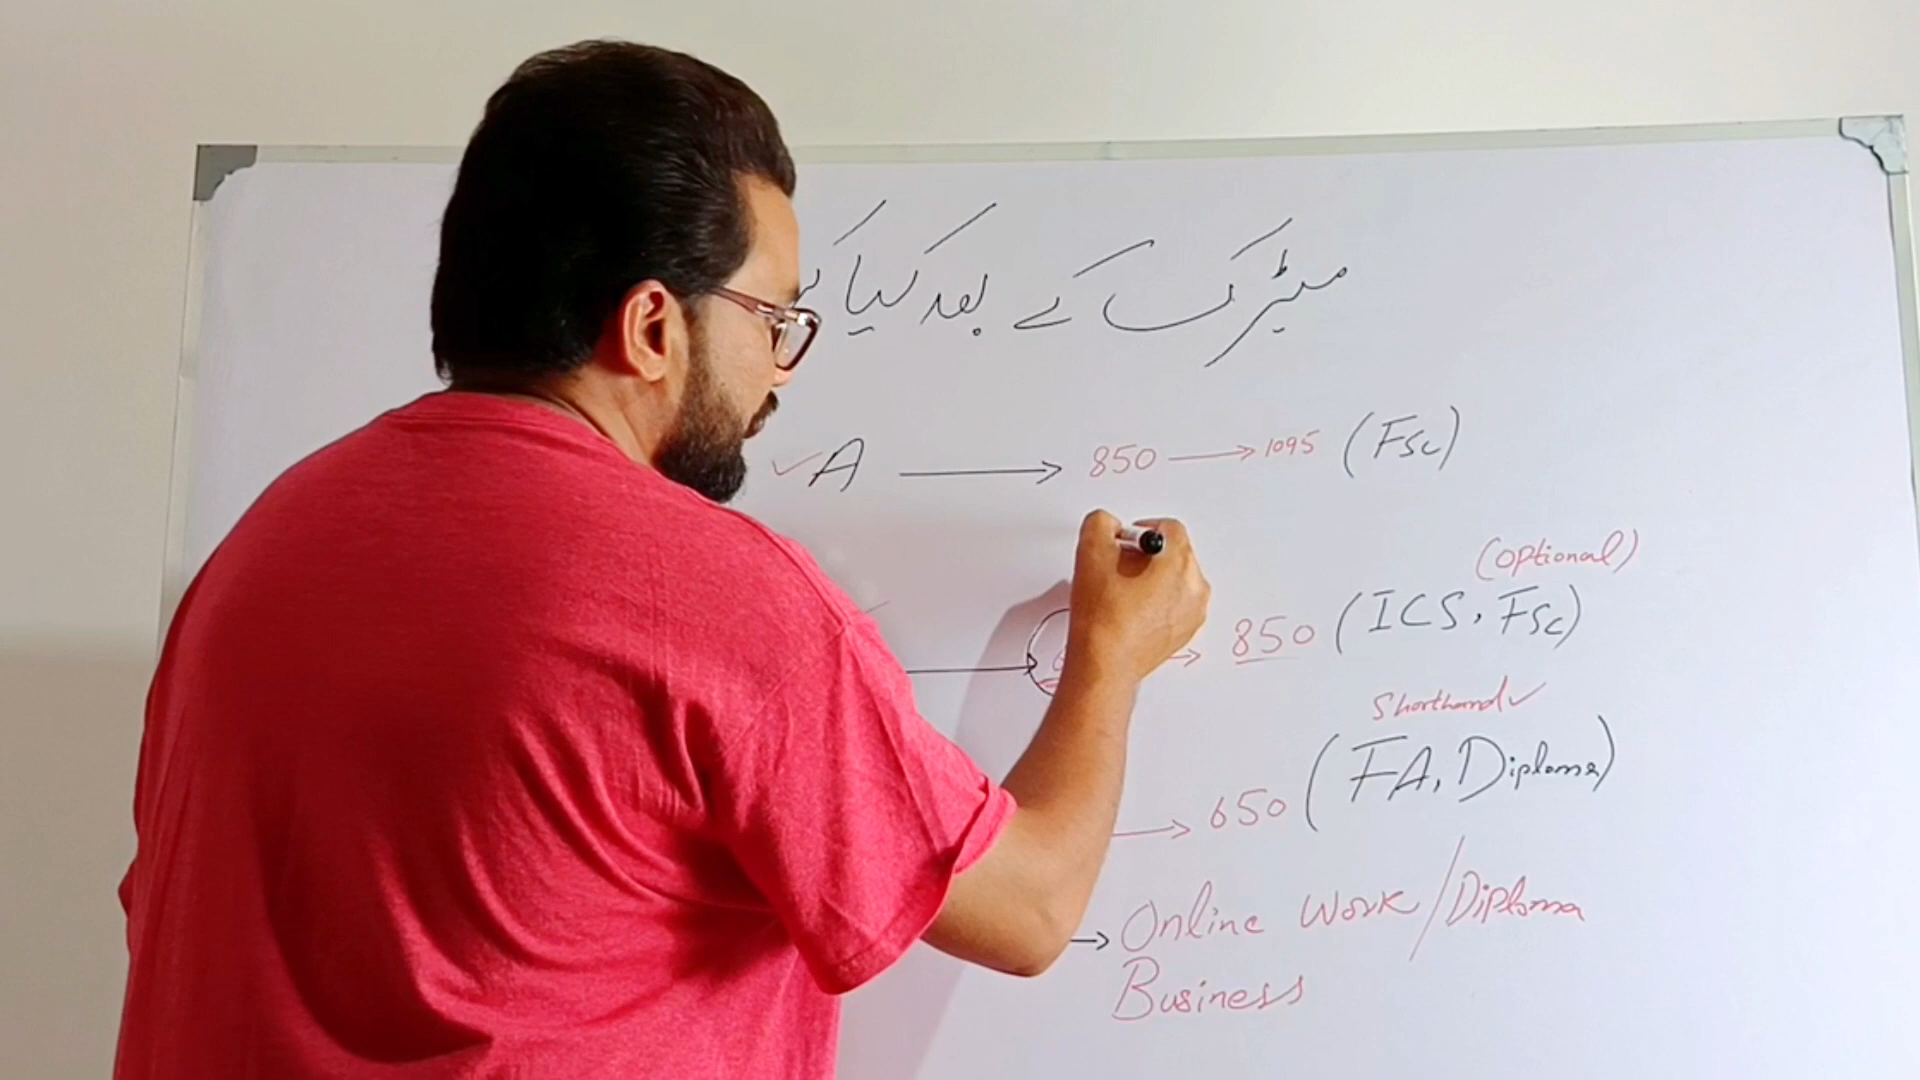 میٹرک کے بعد کیا
✓ A → 850 → 1095 (Fsc)
(optional)
→ 850 (ICS, Fsc)
Shorthand ✓
→ 650 (FA, Diploma)
→ Online Work / Diploma
Business